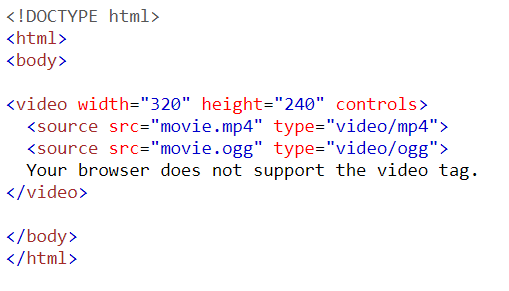 <!DOCTYPE html>
<html>
<body>
<video width="320" height="240" controls>
<source src="movie.mp4" type="video/mp4">
<source src="movie.ogg" type="video/ogg">
Your browser does not support the video tag.
</video>
</body>
</html>